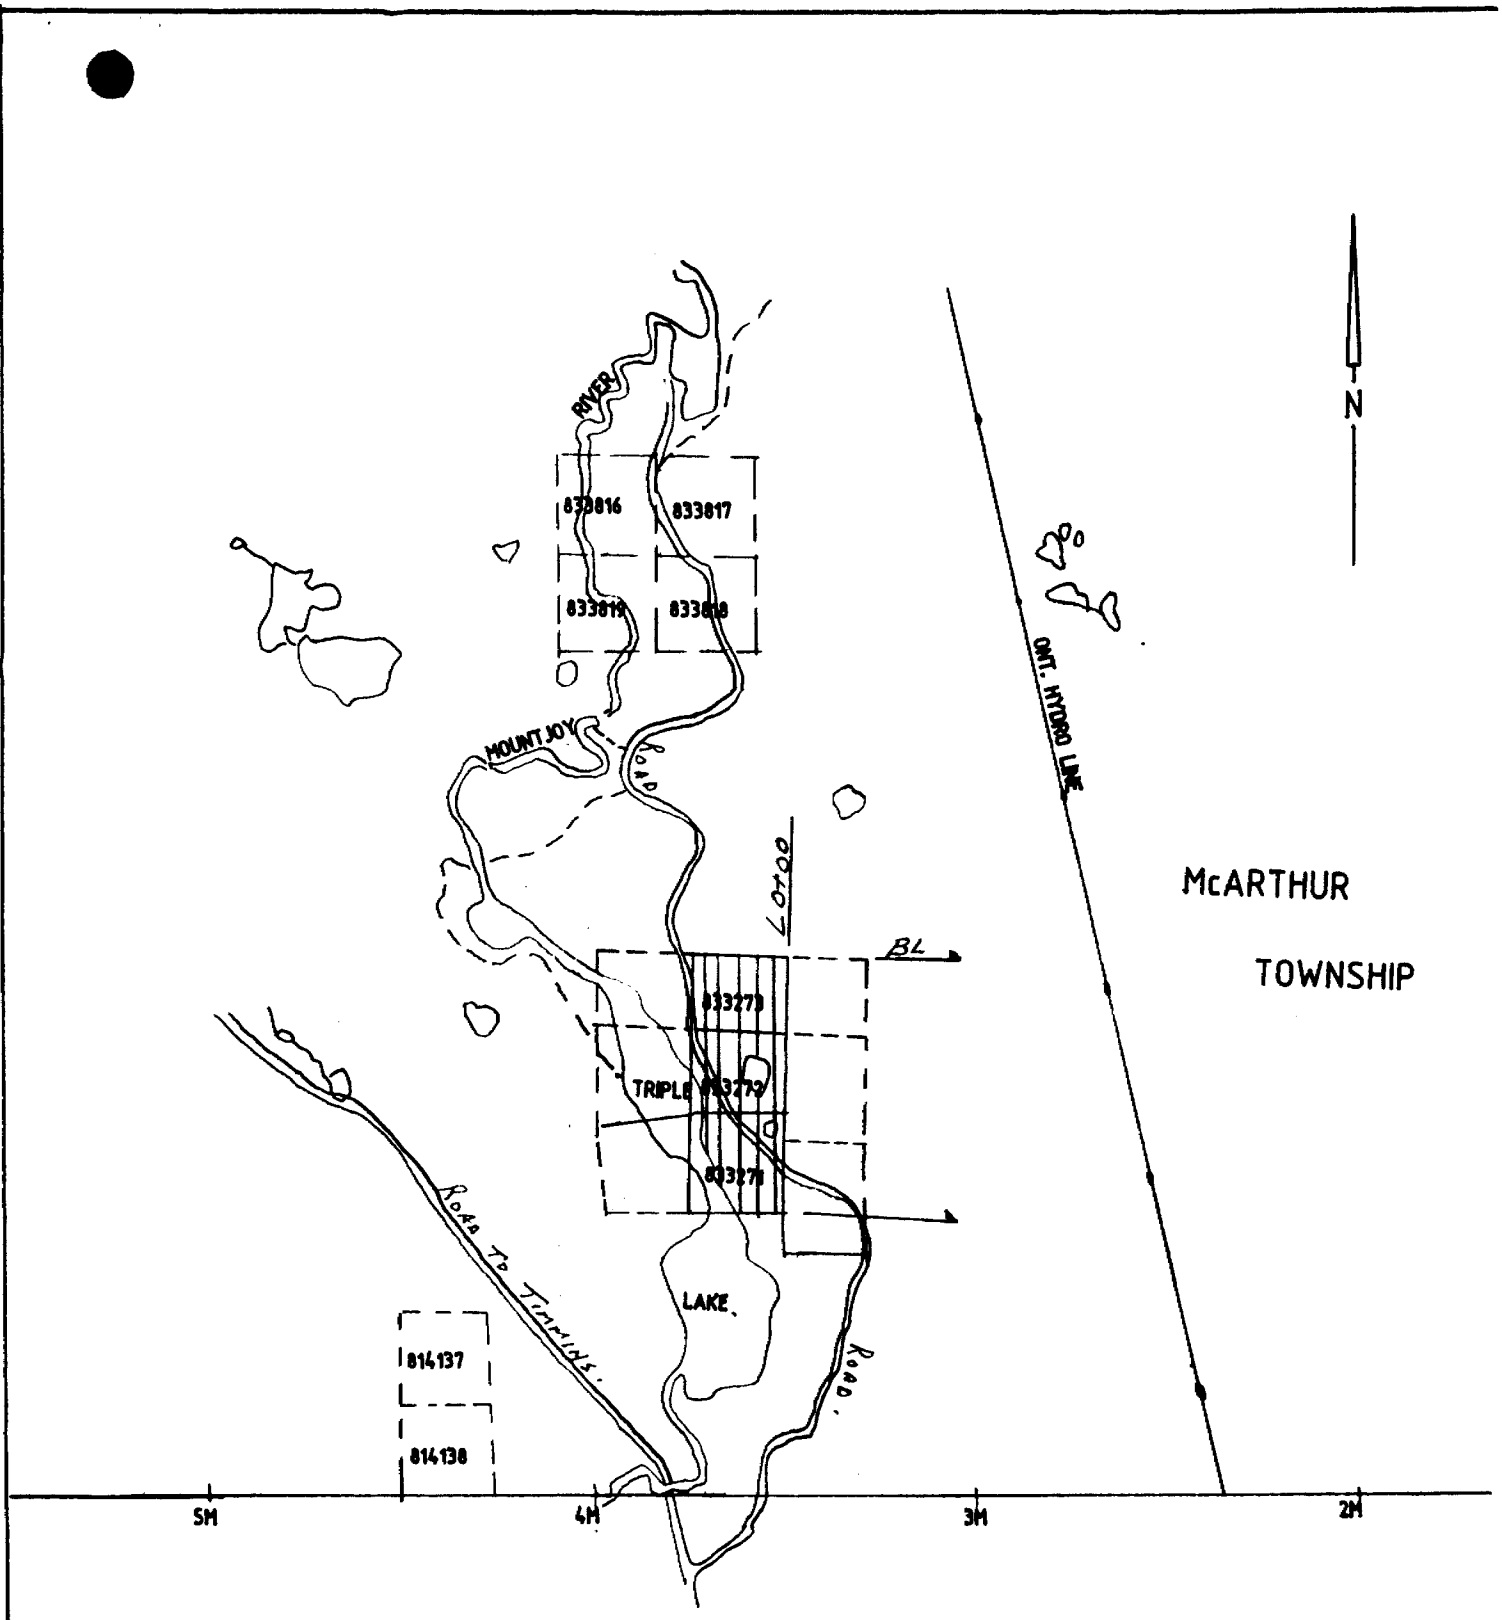 N
RIVER
833816
833817
833819
833818
MOUNTJOY
ROAD
ONT. HYDRO LINE
L0+00
BL
McARTHUR
TOWNSHIP
833273
TRIPLE
833272
833271
ROAD TO TIMMINS.
LAKE.
ROAD.
814137
814138
5M
4M
3M
2M